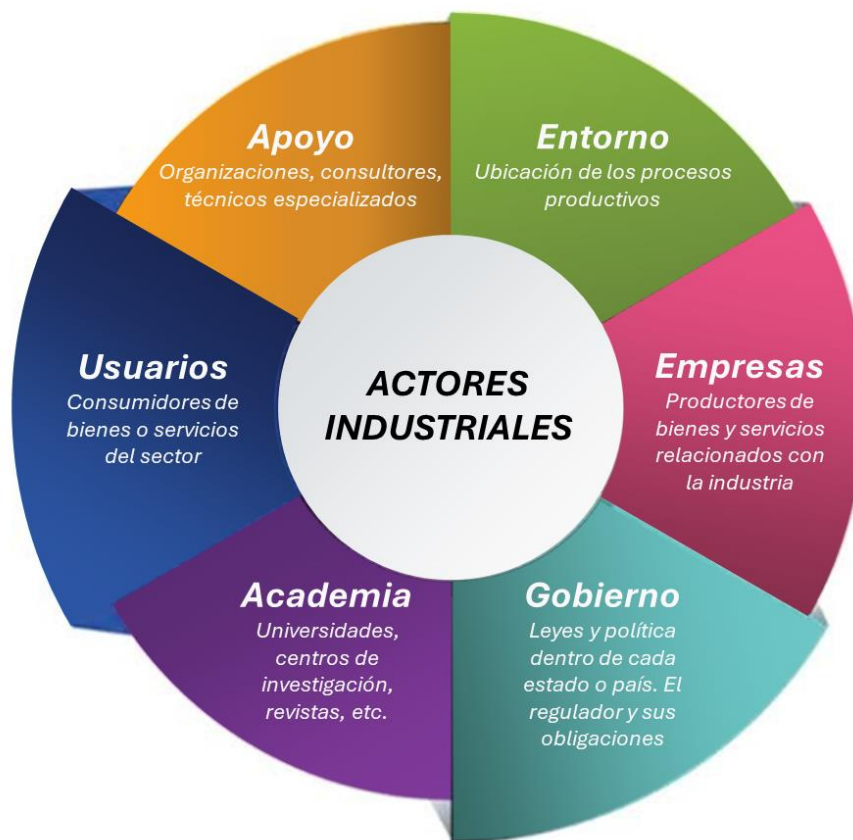 Apoyo
Organizaciones, consultores,
técnicos especializados
Entorno
Ubicación de los procesos
productivos
Usuarios
Consumidores de
bienes o servicios
del sector
ACTORES
INDUSTRIALES
Empresas
Productores de
bienes y servicios
relacionados con
la industria
Academia
Universidades,
centros de
investigación,
revistas, etc.
Gobierno
Leyes y política
dentro de cada
estado o país. El
regulador y sus
obligaciones